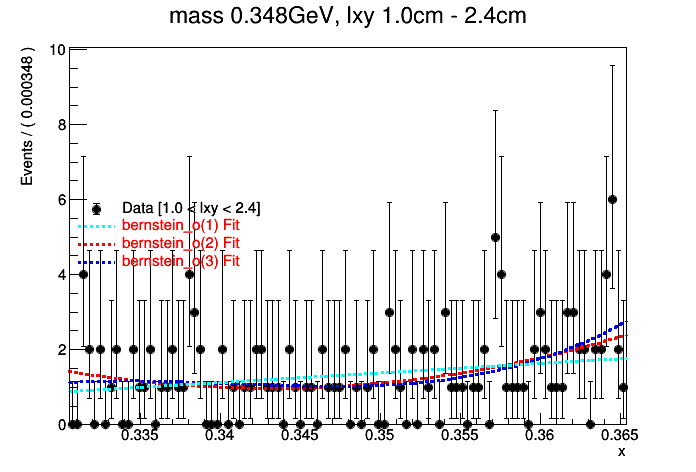 mass 0.348GeV, lxy 1.0cm - 2.4cm
Events / ( 0.000348 )
10
8
6
4
2
0
Data [1.0 < lxy < 2.4]
bernstein_o(1) Fit
bernstein_o(2) Fit
bernstein_o(3) Fit
0.335 0.34 0.345 0.35 0.355 0.36 0.365
x